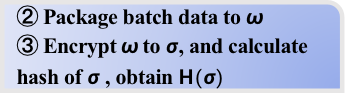 ② Package batch data to ω
③ Encrypt ω to σ, and calculate
hash of σ , obtain H(σ)